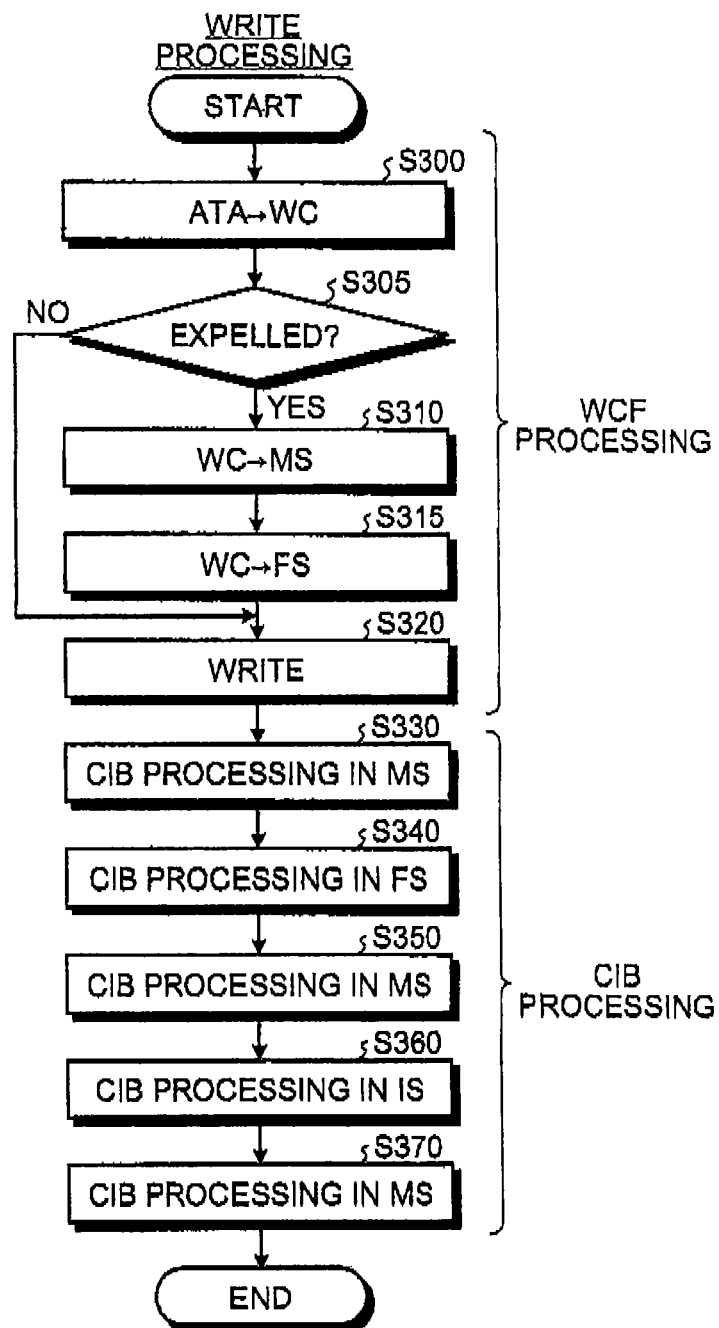 WRITE
PROCESSING
START
S300
ATA→WC
S305
NO
EXPELLED?
YES
S310
WC→MS
WCF
PROCESSING
S315
WC→FS
S320
WRITE
S330
CIB PROCESSING IN MS
S340
CIB PROCESSING IN FS
S350
CIB PROCESSING IN MS
CIB
PROCESSING
S360
CIB PROCESSING IN IS
S370
CIB PROCESSING IN MS
END